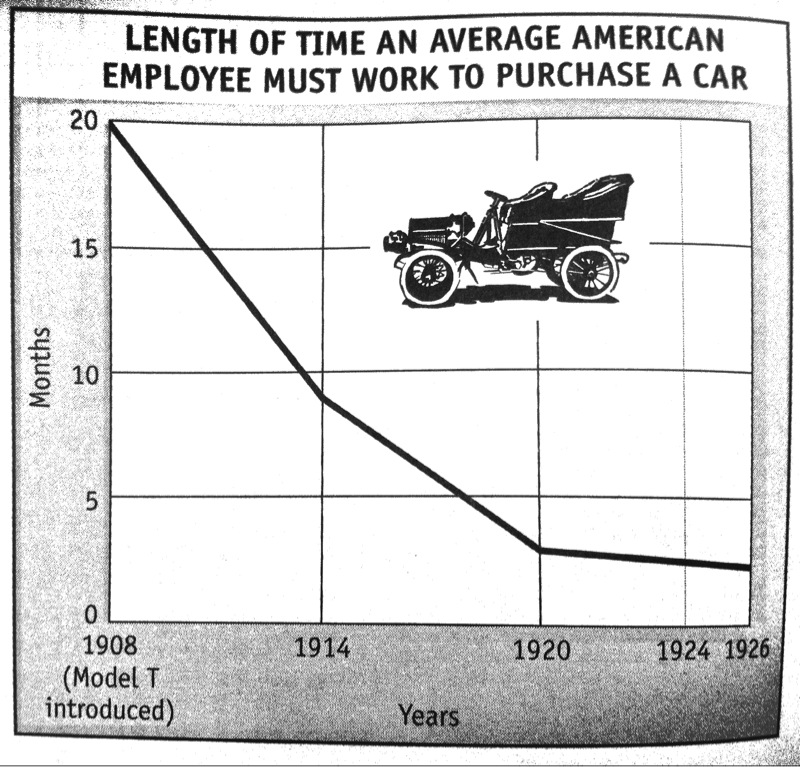 LENGTH OF TIME AN AVERAGE AMERICAN
EMPLOYEE MUST WORK TO PURCHASE A CAR
20
15
10
5
0
Months
1908
(Model T
introduced)
1914
1920
1924
1926
Years